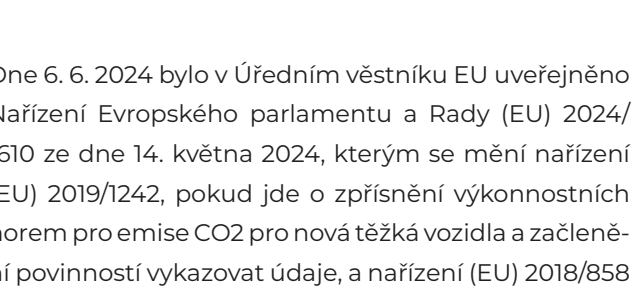 Dne 6. 6. 2024 bylo v Úředním věstníku EU uveřejněno
Nařízení Evropského parlamentu a Rady (EU) 2024/
1610 ze dne 14. května 2024, kterým se mění nařízení
(EU) 2019/1242, pokud jde o zpřísnění výkonnostních
norem pro emise CO2 pro nová těžká vozidla a začleně-
ní povinností vykazovat údaje, a nařízení (EU) 2018/858